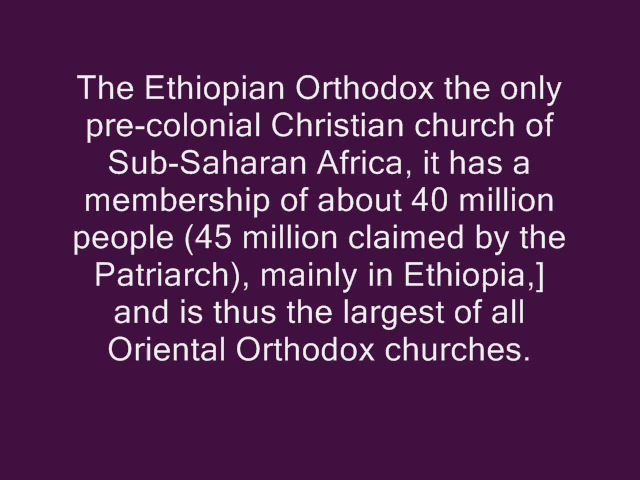 The Ethiopian Orthodox the only
pre-colonial Christian church of
Sub-Saharan Africa, it has a
membership of about 40 million
people (45 million claimed by the
Patriarch), mainly in Ethiopia,]
and is thus the largest of all
Oriental Orthodox churches.